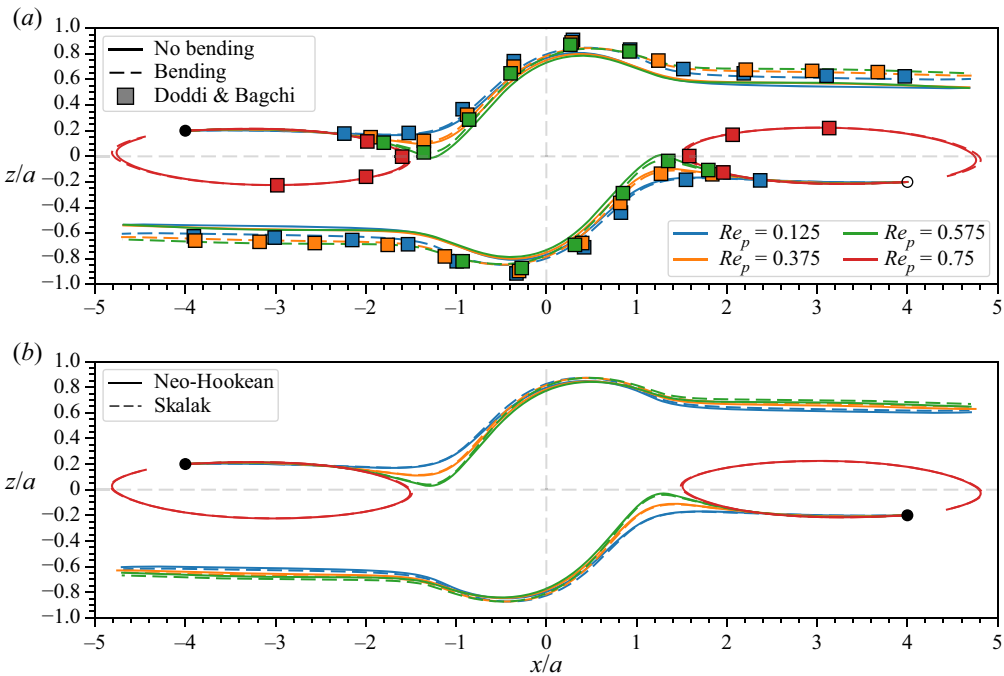 (a)
1.0
0.8
0.6
0.4
0.2
0
−0.2
−0.4
−0.6
−0.8
−1.0
z/a
No bending
Bending
Doddi & Bagchi
Re_p = 0.125
Re_p = 0.375
Re_p = 0.575
Re_p = 0.75
−5 −4 −3 −2 −1 0 1 2 3 4 5
(b)
1.0
0.8
0.6
0.4
0.2
0
−0.2
−0.4
−0.6
−0.8
−1.0
z/a
Neo-Hookean
Skalak
−5 −4 −3 −2 −1 0 1 2 3 4 5
x/a